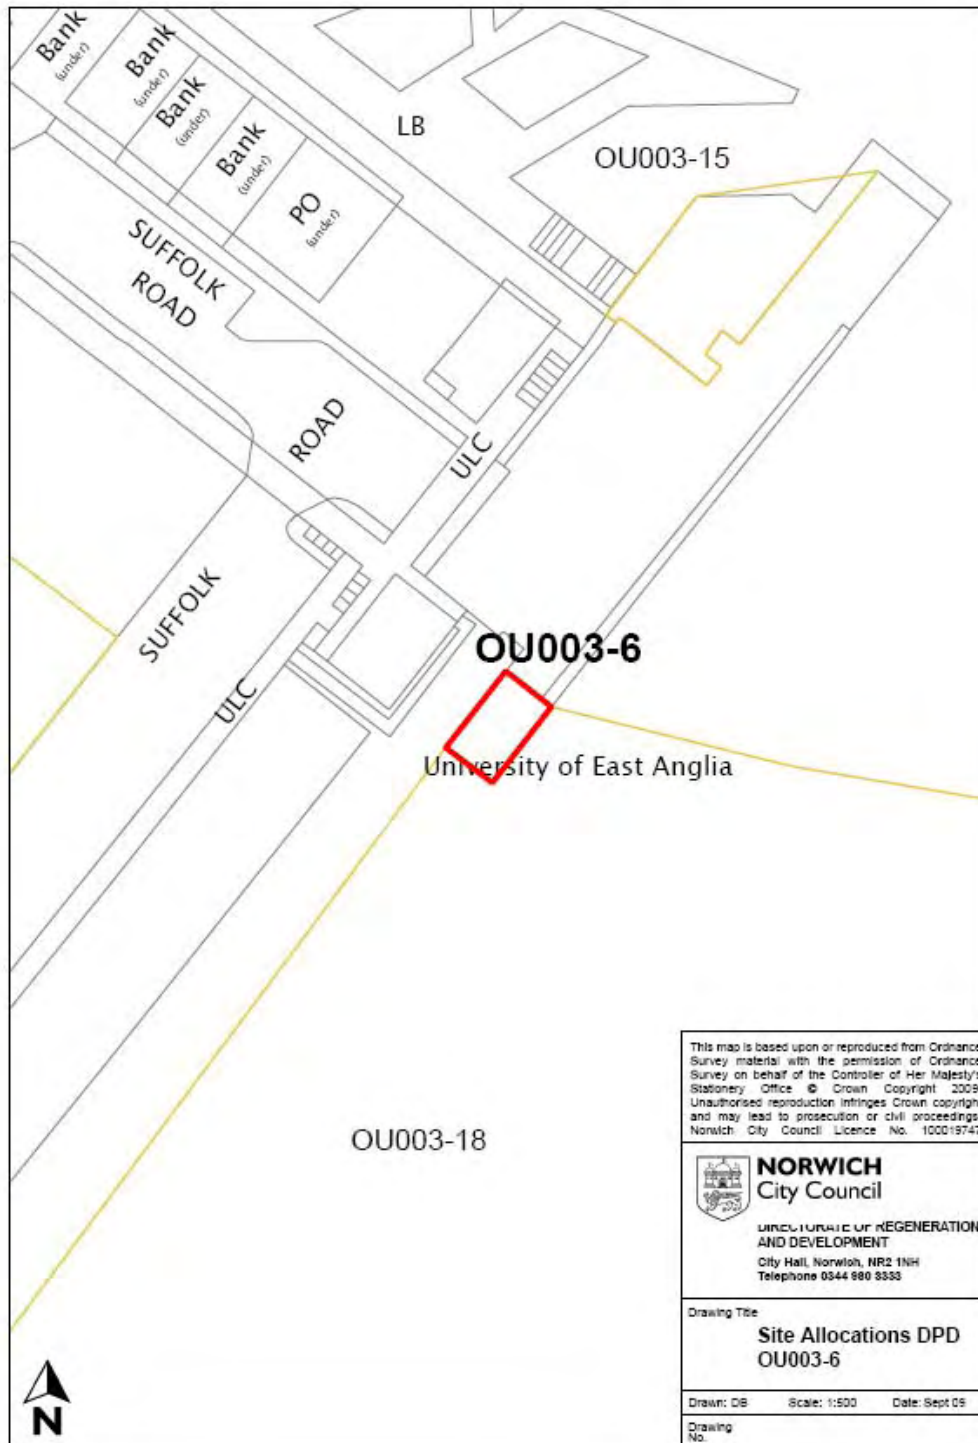 Bank
(under)
Bank
(under)
Bank
(under)
Bank
(under)
PO
(under)
LB
OU003-15
SUFFOLK
ROAD
ROAD
ULC
SUFFOLK
ULC
OU003-6
University of East Anglia
OU003-18
N
This map is based upon or reproduced from Ordnance
Survey material with the permission of Ordnance
Survey on behalf of the Controller of Her Majesty's
Stationery Office © Crown Copyright 2009
Unauthorised reproduction infringes Crown copyrigh
and may lead to prosecution or civil proceedings
Norwich City Council Licence No. 100019747
NORWICH
City Council
DIRECTORATE OF REGENERATION
AND DEVELOPMENT
City Hall, Norwich, NR2 1NH
Telephone 0344 980 3333
Drawing Title
Site Allocations DPD
OU003-6
Drawn: DB Scale: 1:500 Date: Sept 09
Drawing
No.